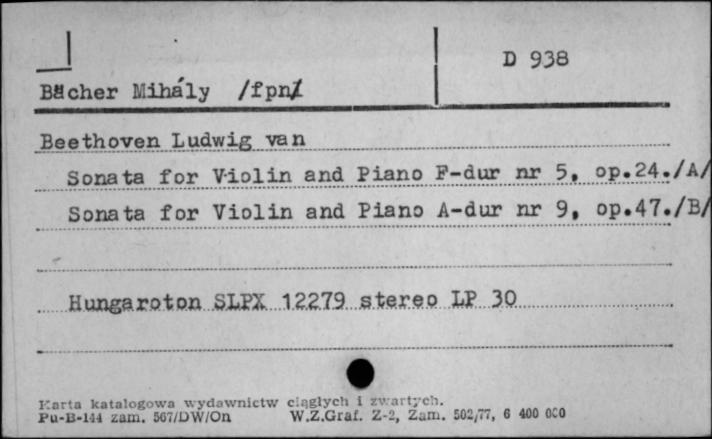 D 938
Bächer Mihály /fpn/
Beethoven Ludwig van
Sonata for Violin and Piano F-dur nr 5, op.24./A/
Sonata for Violin and Piano A-dur nr 9, op.47./B/
Hungaroton SLPX 12279 stereo LP 30
Karta katalogowa wydawnictw ciągłych i zwartych.
Pu-B-144 zam. 567/DW/On W.Z.Graf. Z-2, Zam. 502/77, 6 400 000